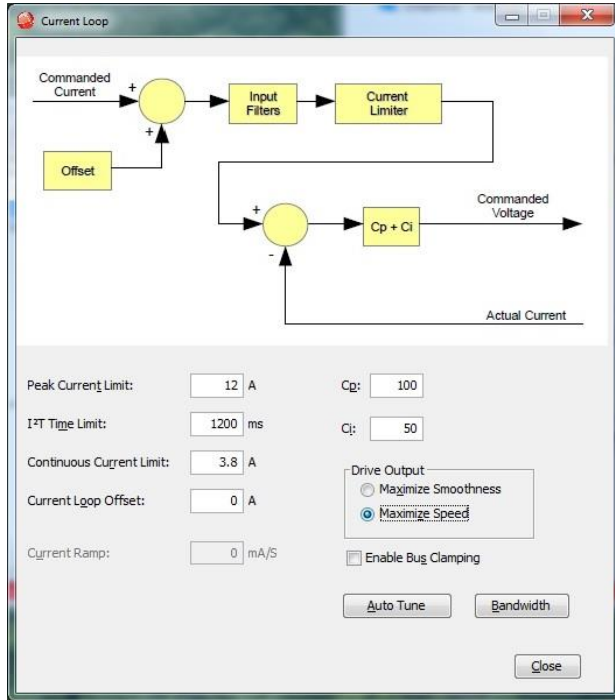 Current Loop
Commanded
Current
+
+
Input
Filters
Current
Limiter
Offset
+
-
Cp + Ci
Commanded
Voltage
Actual Current
Peak Current Limit: 12 A
Cp: 100
I²T Time Limit: 1200 ms
Ci: 50
Continuous Current Limit: 3.8 A
Current Loop Offset: 0 A
Drive Output
Maximize Smoothness
Maximize Speed
Current Ramp: 0 mA/S
Enable Bus Clamping
Auto Tune
Bandwidth
Close